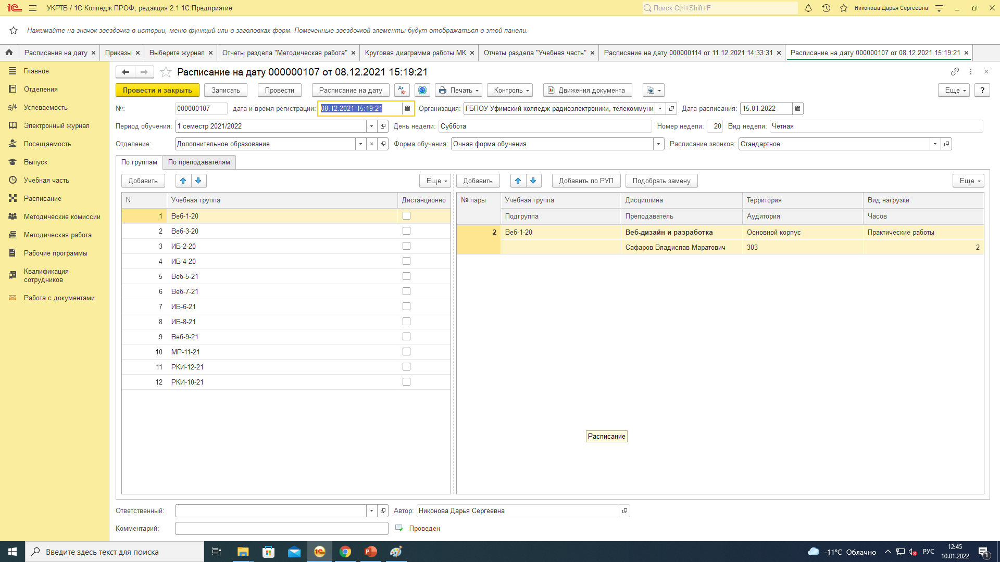 УКРТБ / 1С Колледж ПРОФ, редакция 2.1 1С:Предприятие
Поиск Ctrl+Shift+F
Никонова Дарья Сергеевна
Нажимайте на значок звездочка в истории, меню функций или в заголовках форм. Помеченные звездочкой элементы будут отображаться в этой панели.
Расписания на дату × Приказы × Выберите журнал × Отчеты раздела "Методическая работа" × Круговая диаграмма работы МК × Отчеты раздела "Учебная часть" × Расписание на дату 000000114 от 11.12.2021 14:33:31 × Расписание на дату 000000107 от 08.12.2021 15:19:21 ×
Главное
Отделения
5/4 Успеваемость
Электронный журнал
Посещаемость
Выпуск
Учебная часть
Расписание
Методические комиссии
Методическая работа
Рабочие программы
Квалификация
сотрудников
Работа с документами
Расписание на дату 000000107 от 08.12.2021 15:19:21
Провести и закрыть Записать Провести Расписание на дату Дт Кт Печать Контроль Движения документа Еще ?
№: 000000107 дата и время регистрации: 08.12.2021 15:19:21 Организация: ГБПОУ Уфимский колледж радиоэлектроники, телекоммуни Дата расписания: 15.01.2022
Период обучения: 1 семестр 2021/2022 День недели: Суббота Номер недели: 20 Вид недели: Четная
Отделение: Дополнительное образование Форма обучения: Очная форма обучения Расписание звонков: Стандартное
По группам По преподавателям
Добавить Еще
N Учебная группа Дистанционно
1 Веб-1-20
2 Веб-3-20
3 ИБ-2-20
4 ИБ-4-20
5 Веб-5-21
6 Веб-7-21
7 ИБ-6-21
8 ИБ-8-21
9 Веб-9-21
10 МР-11-21
11 РКИ-12-21
12 РКИ-10-21
Добавить Добавить по РУП Подобрать замену Еще
№ пары Учебная группа Дисциплина Территория Вид нагрузки
Подгруппа Преподаватель Аудитория Часов
2 Веб-1-20 Веб-дизайн и разработка Основной корпус Практические работы
Сафаров Владислав Маратович 303 2
Расписание
Ответственный: Автор: Никонова Дарья Сергеевна
Комментарий: Проведен
Введите здесь текст для поиска
-11°C Облачно РУС
12:45
10.01.2022
1